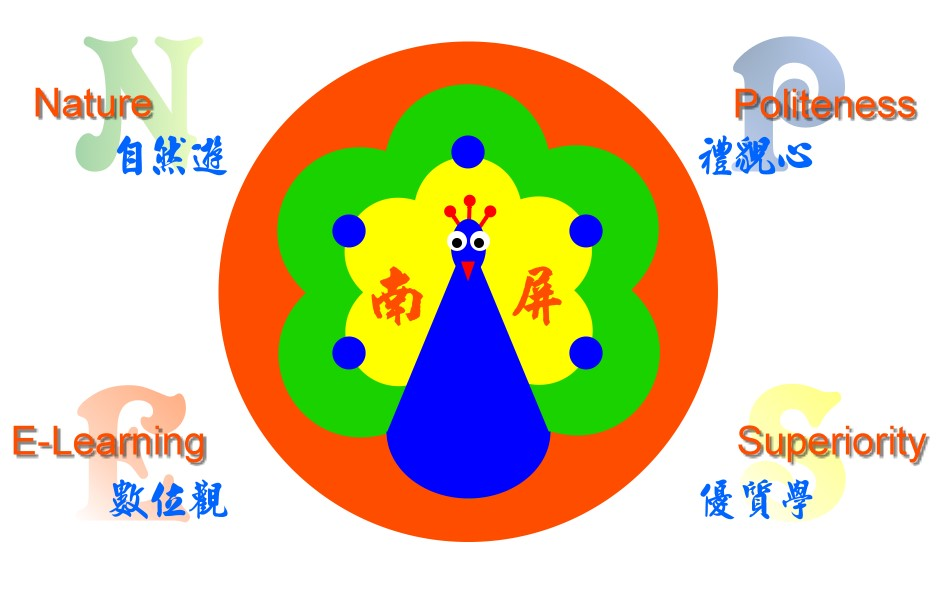 N
Nature
自然遊
P
Politeness
禮貌心
南 屏
E
E-Learning
數位觀
S
Superiority
優質學